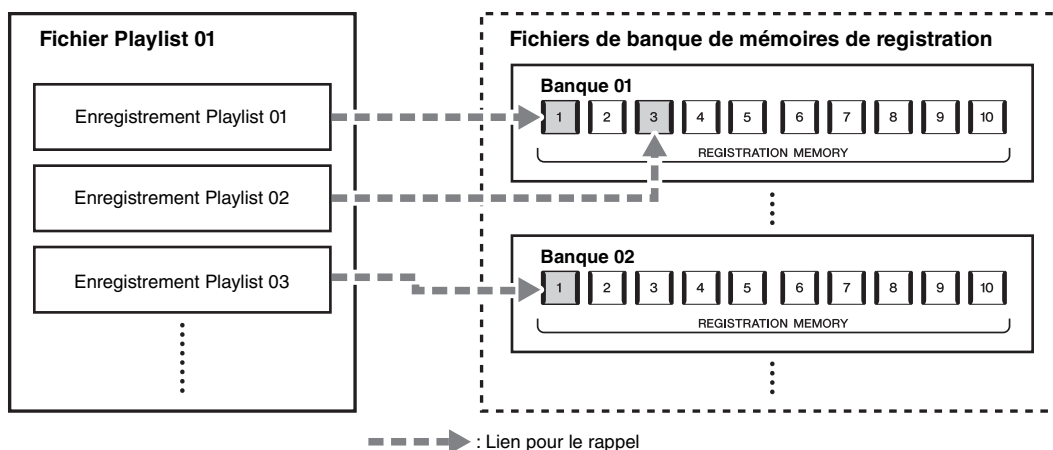 Fichier Playlist 01
Enregistrement Playlist 01
Enregistrement Playlist 02
Enregistrement Playlist 03
Fichiers de banque de mémoires de registration
Banque 01
1 2 3 4 5 6 7 8 9 10
REGISTRATION MEMORY
Banque 02
1 2 3 4 5 6 7 8 9 10
REGISTRATION MEMORY
: Lien pour le rappel